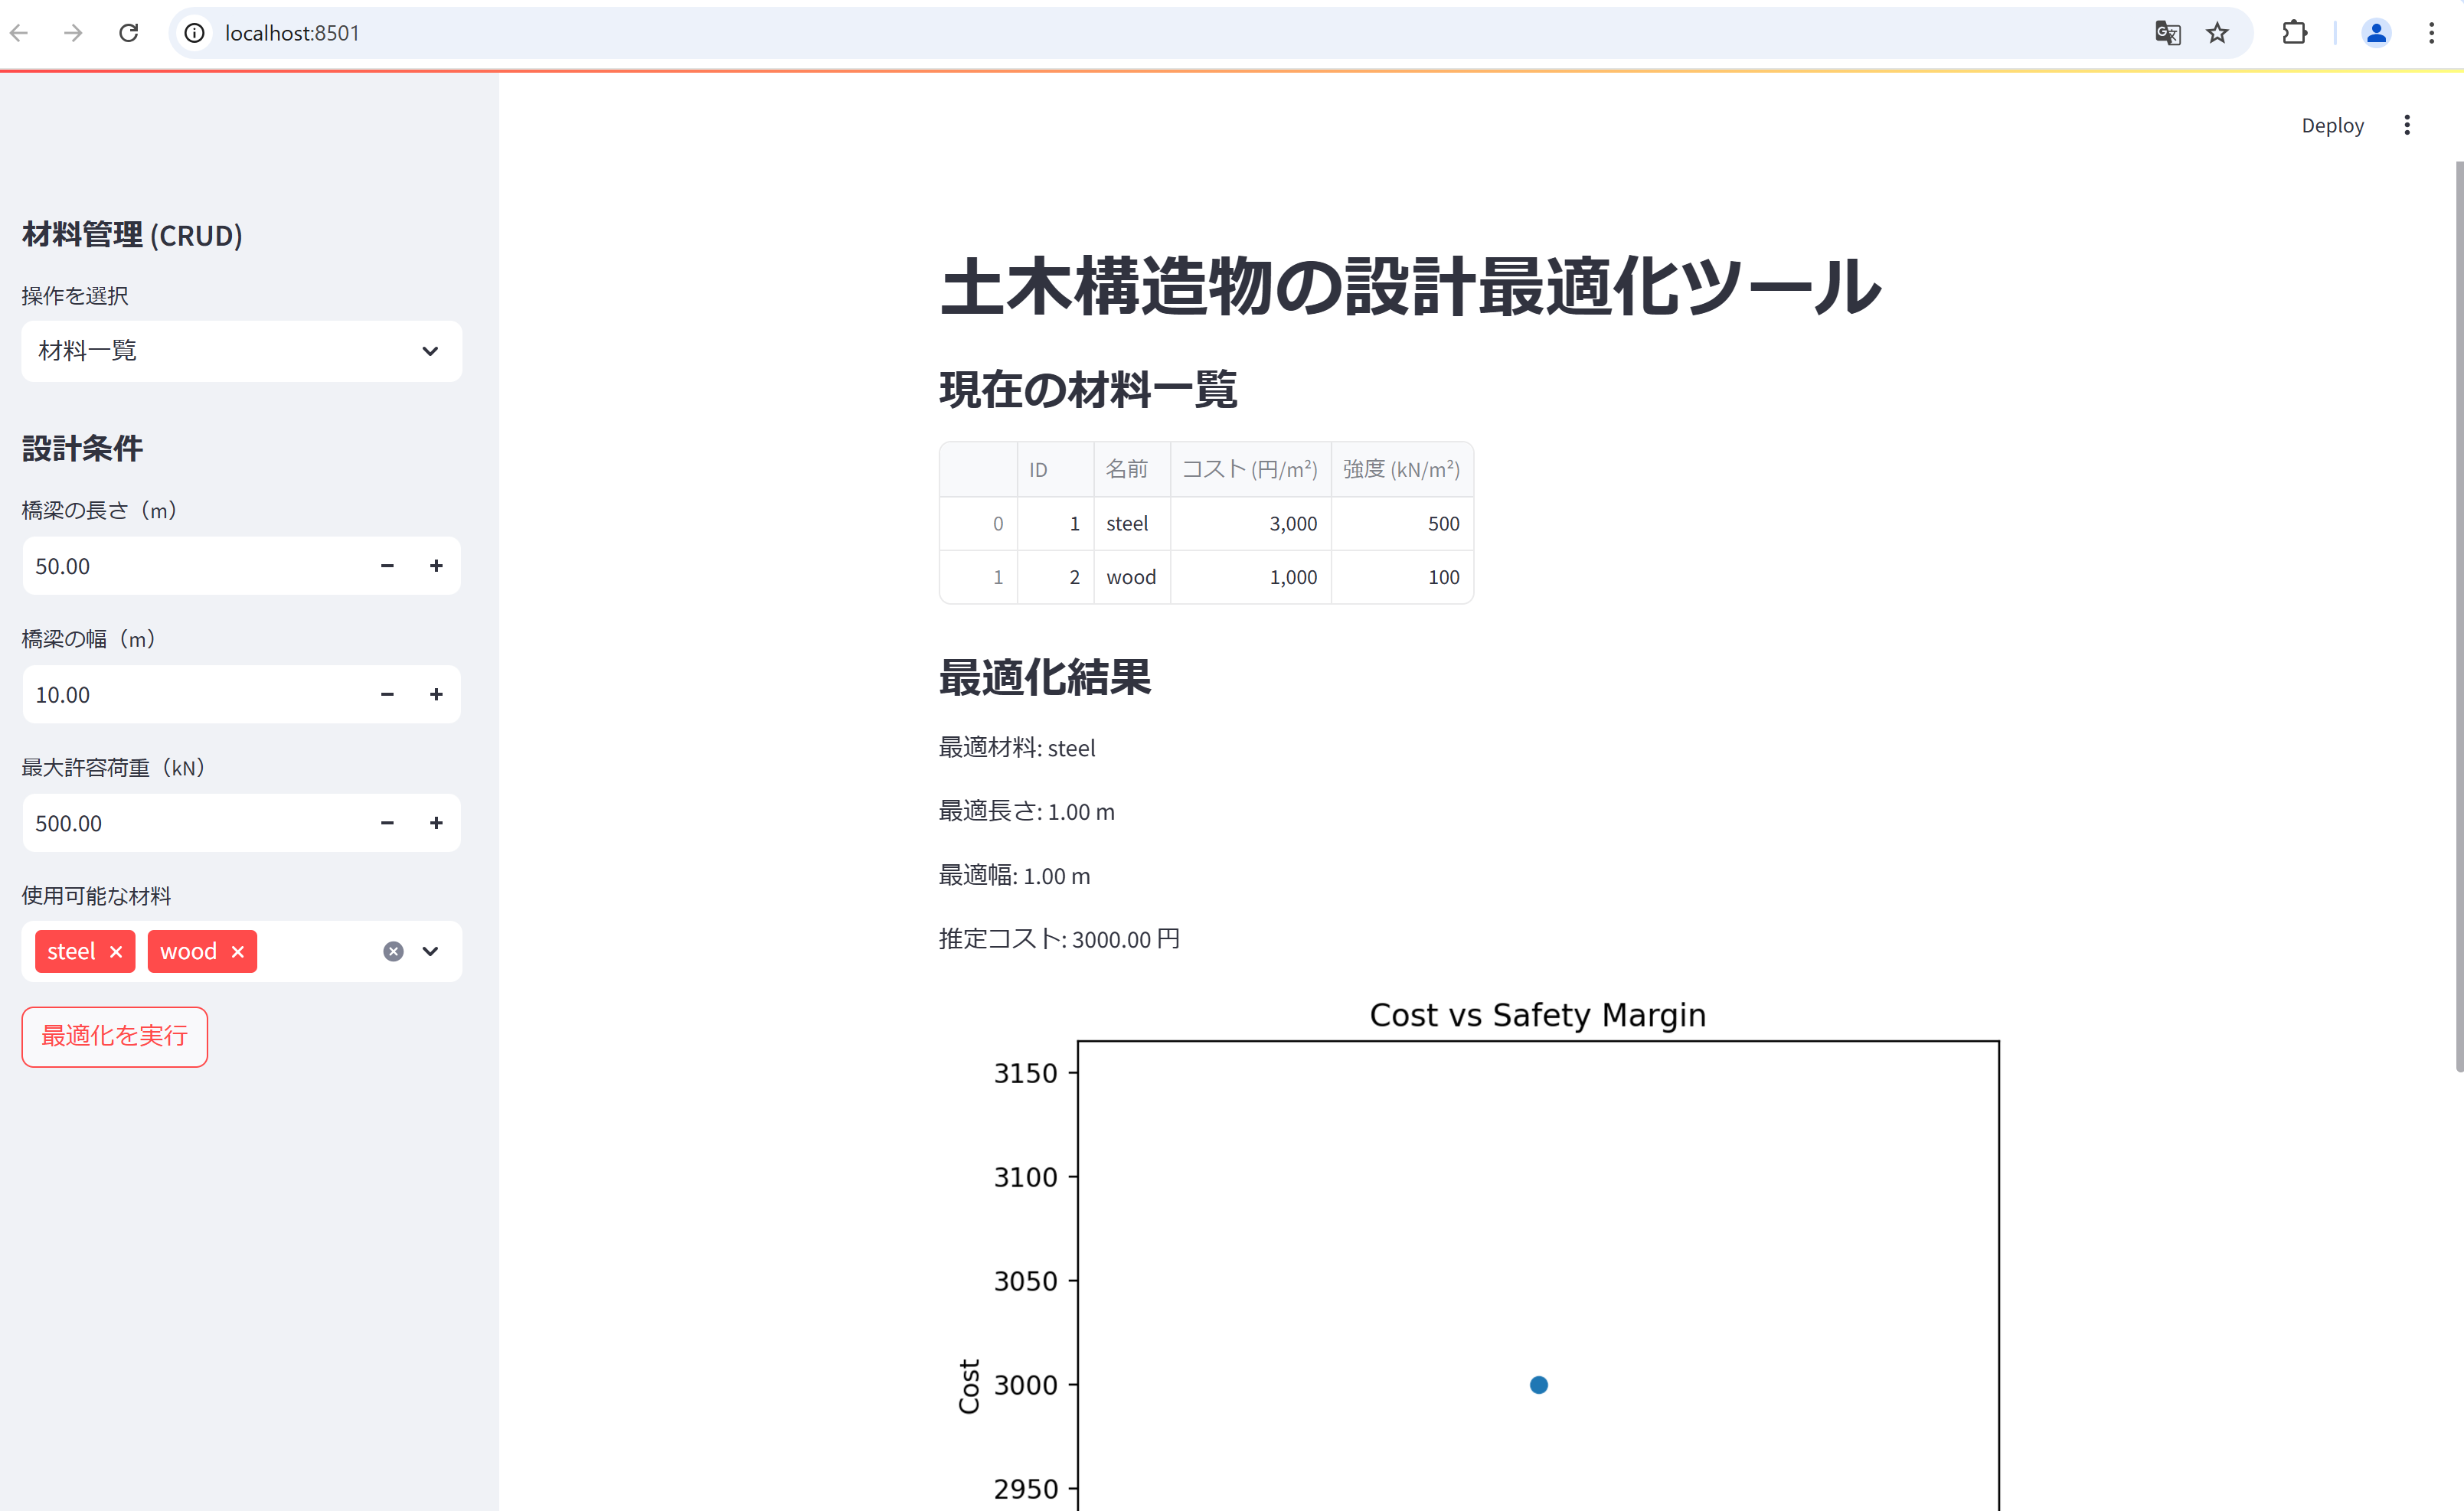 localhost:8501
Deploy
材料管理 (CRUD)
操作を選択
材料一覧
設計条件
橋梁の長さ（m）
50.00
橋梁の幅（m）
10.00
最大許容荷重（kN）
500.00
使用可能な材料
steel wood
最適化を実行
土木構造物の設計最適化ツール
現在の材料一覧
ID 名前 コスト (円/m²) 強度 (kN/m²)
0 1 steel 3,000 500
1 2 wood 1,000 100
最適化結果
最適材料: steel
最適長さ: 1.00 m
最適幅: 1.00 m
推定コスト: 3000.00 円
Cost vs Safety Margin
3150
3100
3050
3000
2950
Cost